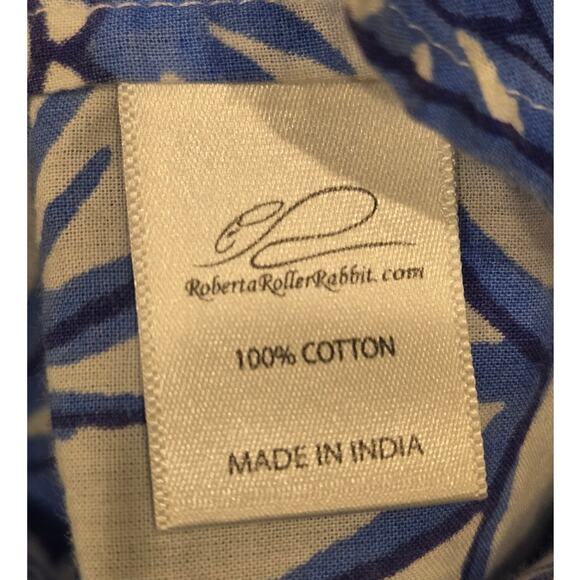 RobertaRollerRabbit.com
100% COTTON
MADE IN INDIA